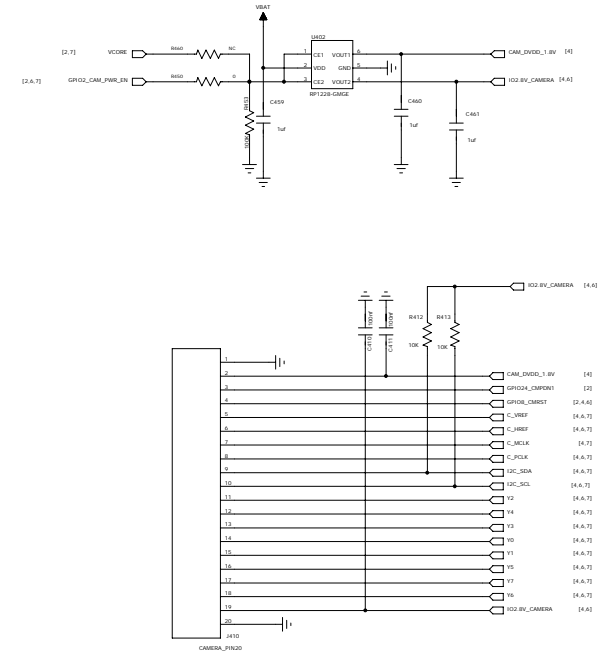 VBAT
U402
[2,7] VCORE R460 NC 1 CE1 VOUT1 6 CAM_DVDD_1.8V [4]
2 VDD GND 5
[2,6,7] GPIO2_CAM_PWR_EN R450 0 3 CE2 VOUT2 4 IO2.8V_CAMERA [4,6]
RP122B-GMGE
R453 100K
C459 1uf
C460 1uf
C461 1uf
IO2.8V_CAMERA [4,6]
C410 100nf
C411 100nf
R412 10K
R413 10K
1
2 CAM_DVDD_1.8V [4]
3 GPIO24_CMPDN1 [2]
4 GPIO8_CMRST [2,4,6]
5 C_VREF [4,6,7]
6 C_HREF [4,6,7]
7 C_MCLK [4,7]
8 C_PCLK [4,6,7]
9 I2C_SDA [4,6,7]
10 I2C_SCL [4,6,7]
11 Y2 [4,6,7]
12 Y4 [4,6,7]
13 Y3 [4,6,7]
14 Y0 [4,6,7]
15 Y1 [4,6,7]
16 Y5 [4,6,7]
17 Y7 [4,6,7]
18 Y6 [4,6,7]
19 IO2.8V_CAMERA [4,6]
20
J410
CAMERA_PIN20